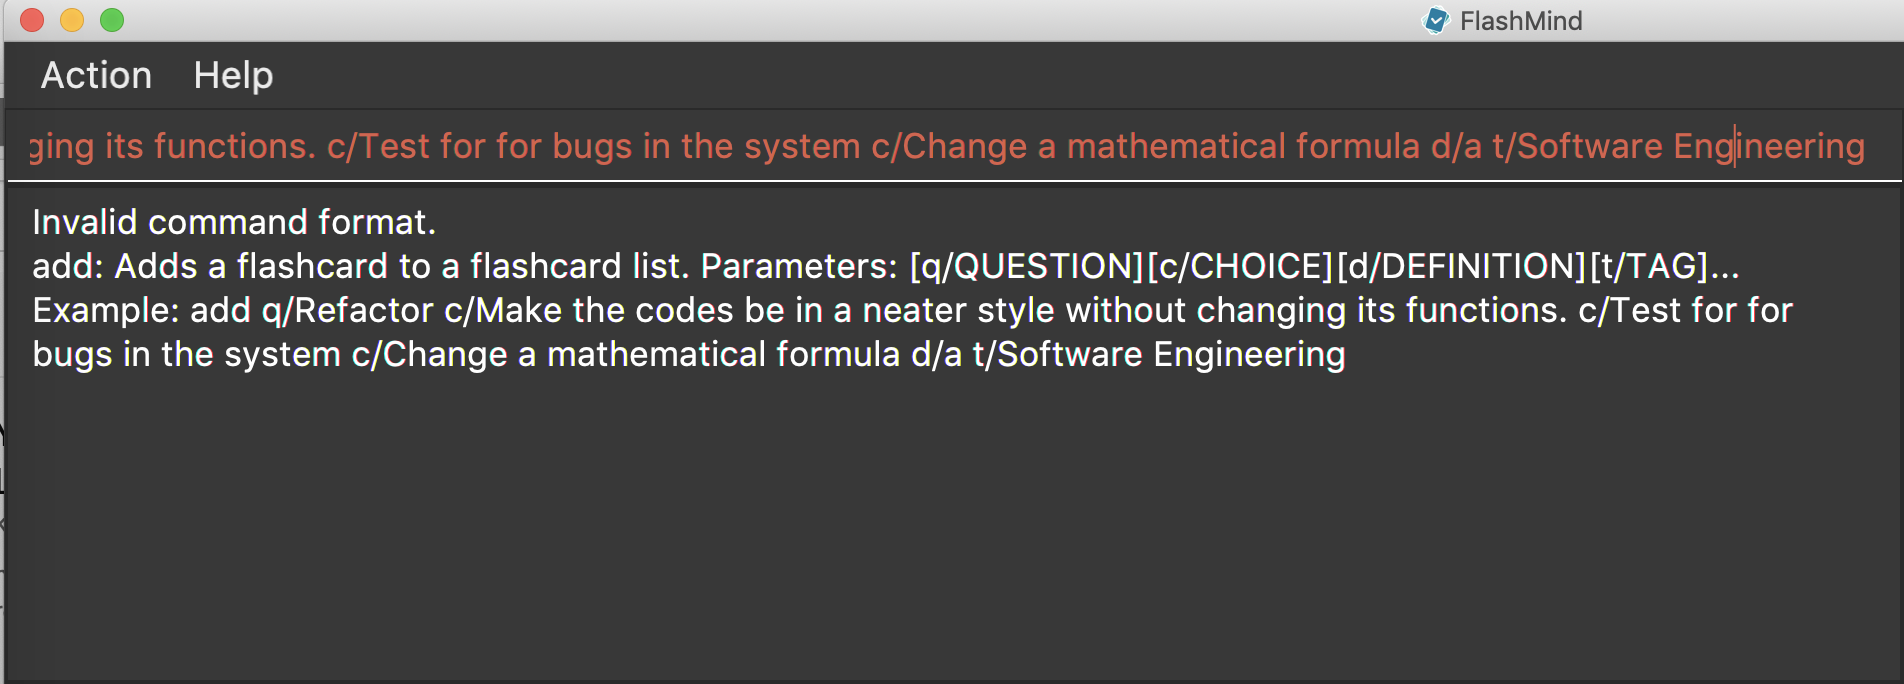 FlashMind
Action Help
ging its functions. c/Test for for bugs in the system c/Change a mathematical formula d/a t/Software Engineering
Invalid command format.
add: Adds a flashcard to a flashcard list. Parameters: [q/QUESTION][c/CHOICE][d/DEFINITION][t/TAG]...
Example: add q/Refactor c/Make the codes be in a neater style without changing its functions. c/Test for for
bugs in the system c/Change a mathematical formula d/a t/Software Engineering